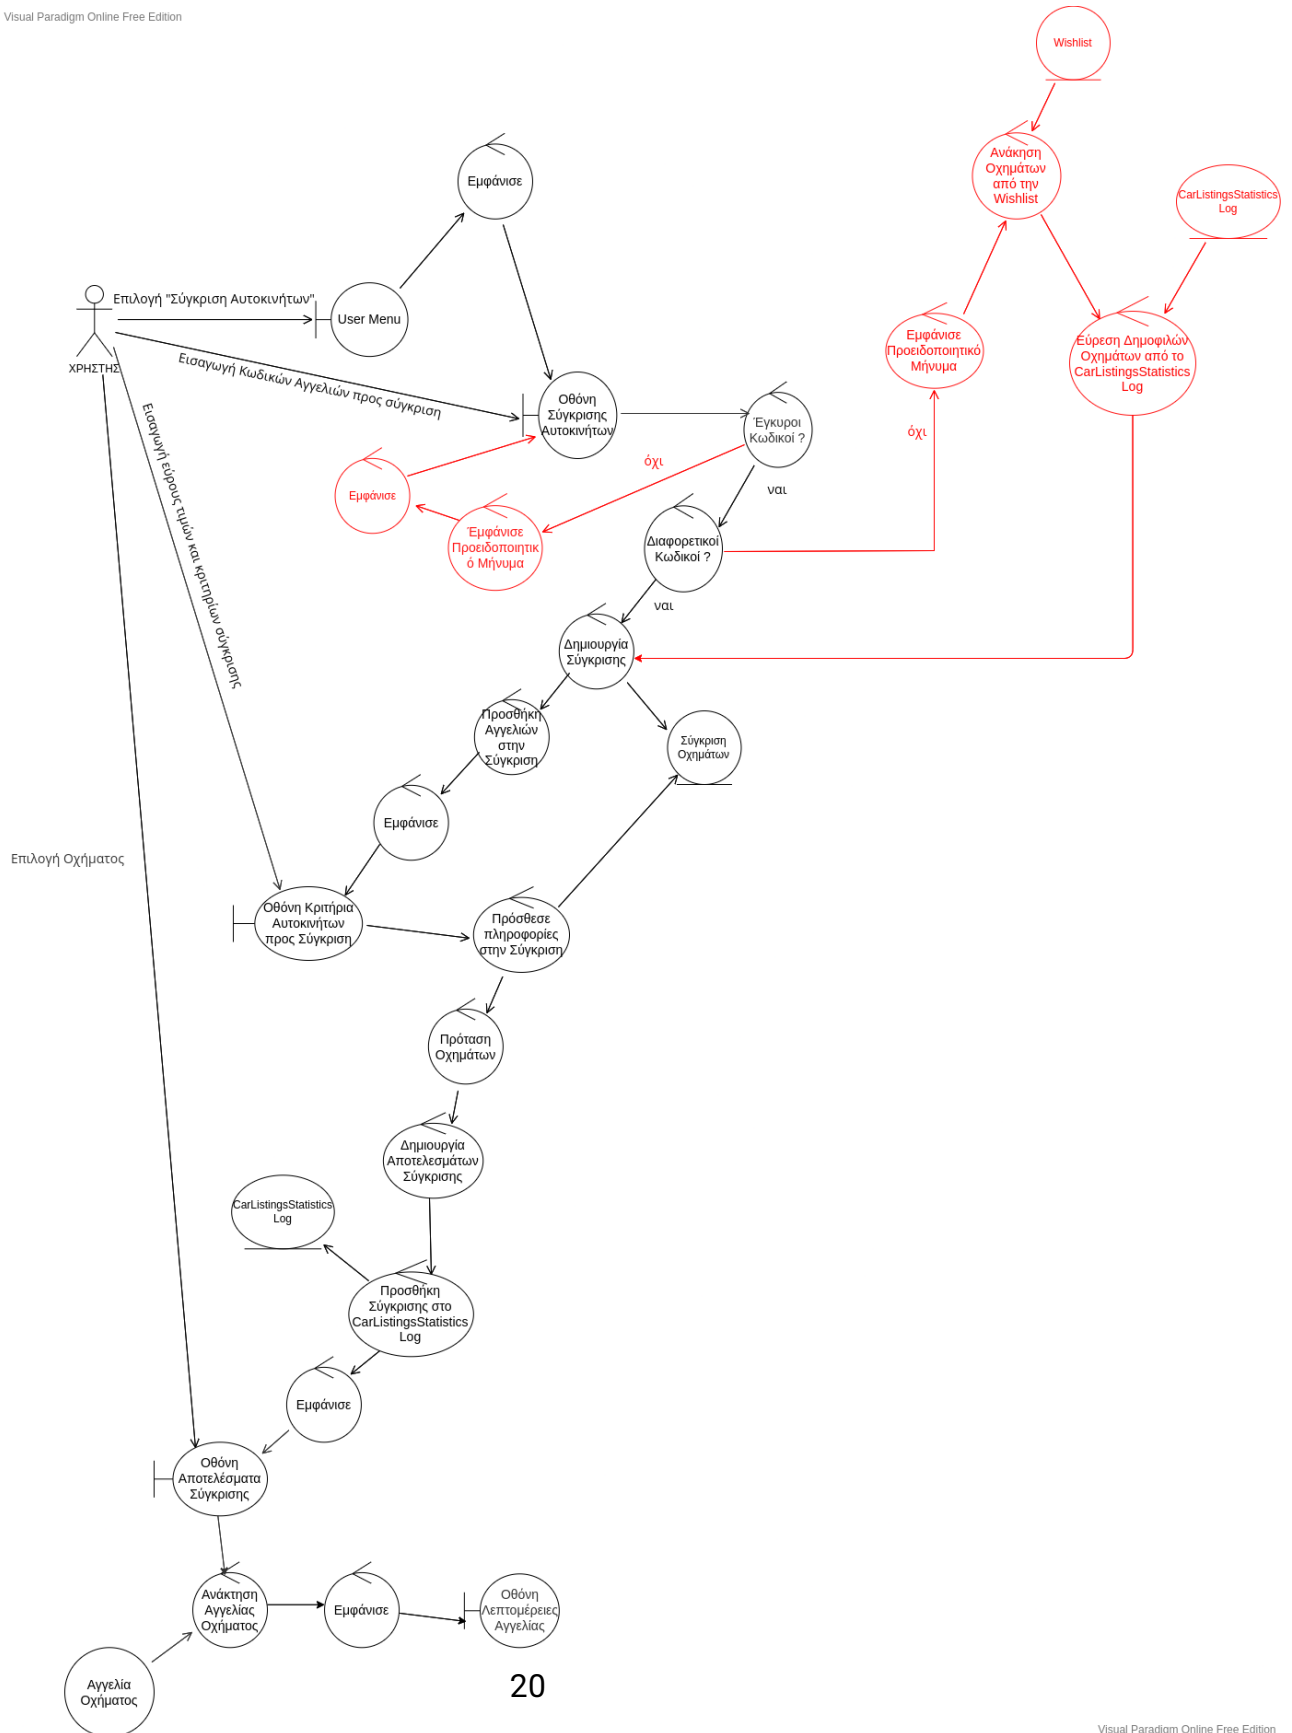 Visual Paradigm Online Free Edition
Wishlist
Ανάκηση
Οχημάτων
από την
Wishlist
CarListingsStatistics
Log
Εμφάνισε
Επιλογή "Σύγκριση Αυτοκινήτων"
User Menu
ΧΡΗΣΤΗΣ
Εισαγωγή Κωδικών Αγγελιών προς σύγκριση
Εμφάνισε
Προειδοποιητικό
Μήνυμα
Εύρεση Δημοφιλών
Οχημάτων από το
CarListingsStatistics
Log
Οθόνη
Σύγκρισης
Αυτοκινήτων
Έγκυροι
Κωδικοί ?
όχι
όχι
Εισαγωγή εύρους τιμών και κριτηρίων σύγκρισης
Εμφάνισε
ναι
Έμφάνισε
Προειδοποιητικ
ό Μήνυμα
Διαφορετικοί
Κωδικοί ?
ναι
Δημιουργία
Σύγκρισης
Προσθήκη
Αγγελιών
στην
Σύγκριση
Σύγκριση
Οχημάτων
Εμφάνισε
Επιλογή Οχήματος
Οθόνη Κριτήρια
Αυτοκινήτων
προς Σύγκριση
Πρόσθεσε
πληροφορίες
στην Σύγκριση
Πρόταση
Οχημάτων
Δημιουργία
Αποτελεσμάτων
Σύγκρισης
CarListingsStatistics
Log
Προσθήκη
Σύγκρισης στο
CarListingsStatistics
Log
Εμφάνισε
Οθόνη
Αποτελέσματα
Σύγκρισης
Ανάκτηση
Αγγελίας
Οχήματος
Εμφάνισε
Οθόνη
Λεπτομέρειες
Αγγελίας
Αγγελία
Οχήματος
20
Visual Paradigm Online Free Edition